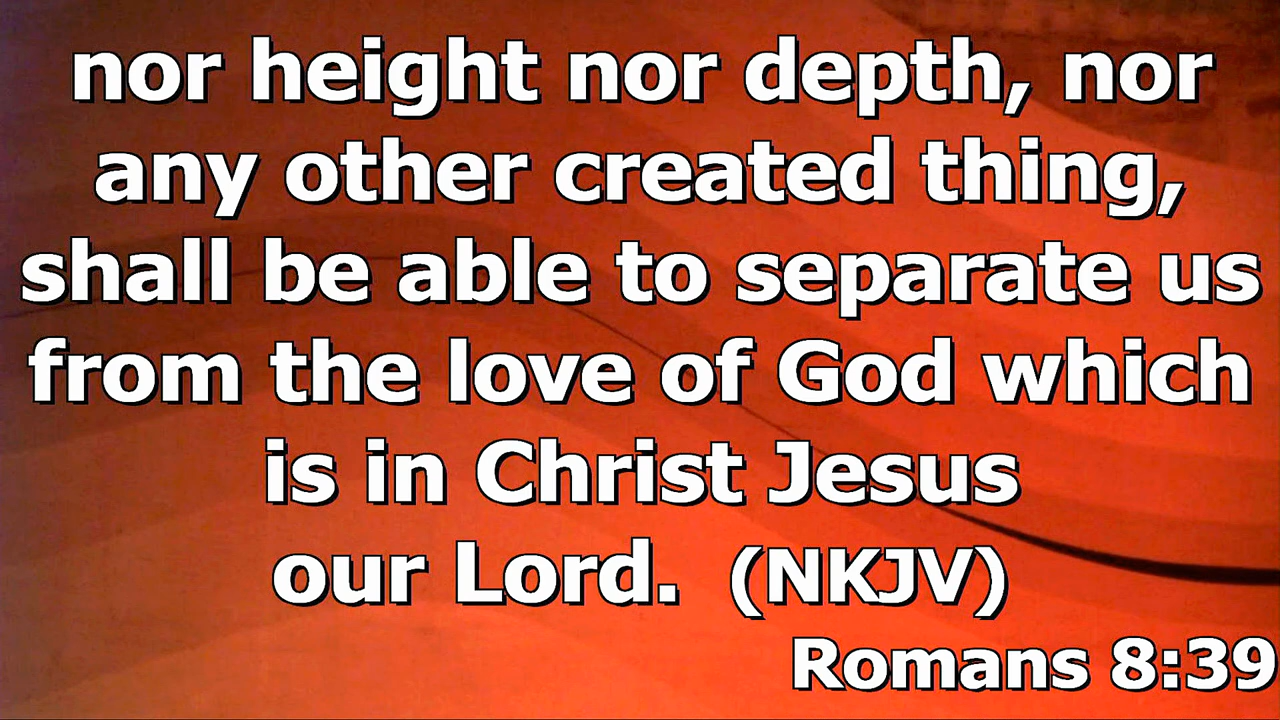 nor height nor depth, nor
any other created thing,
shall be able to separate us
from the love of God which
is in Christ Jesus
our Lord.  (NKJV)
Romans 8:39